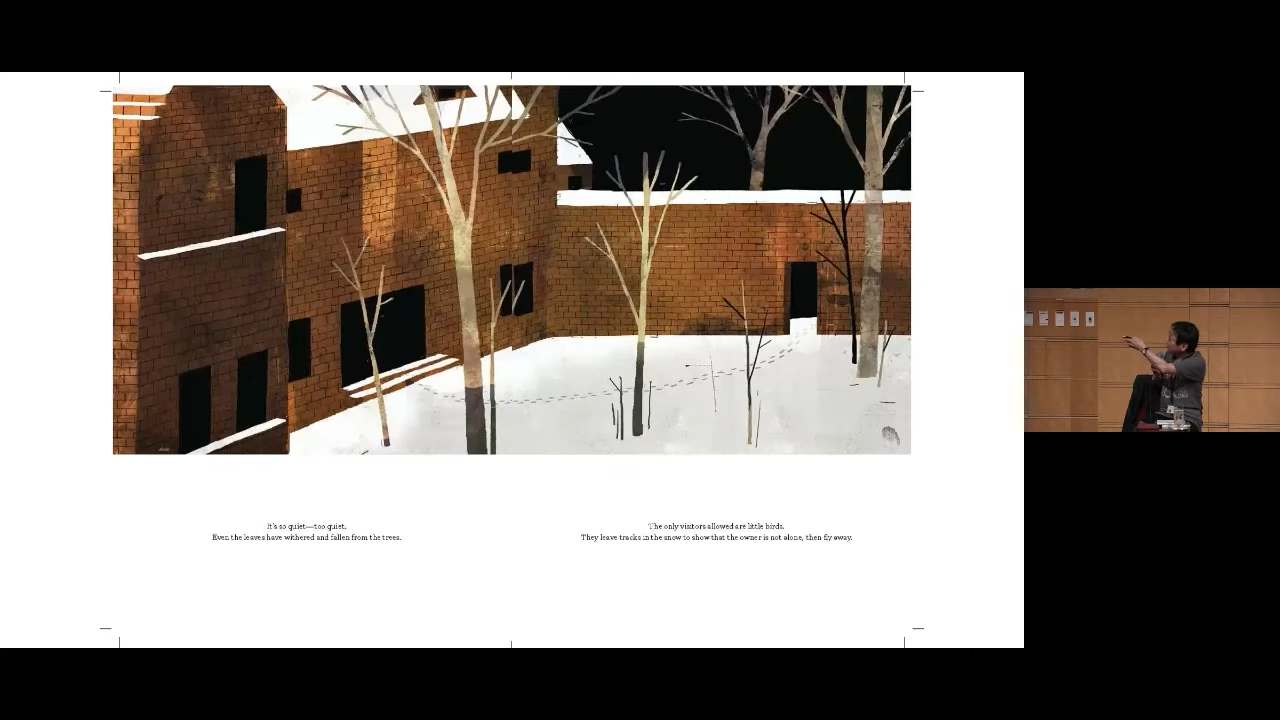 It's so quiet—too quiet.
Even the leaves have withered and fallen from the trees.
The only visitors allowed are little birds.
They leave tracks in the snow to show that the owner is not alone, then fly away.